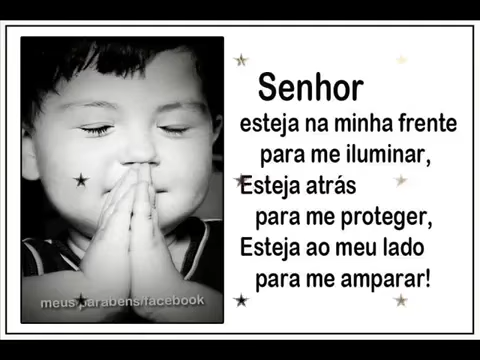 Senhor
esteja na minha frente
para me iluminar,
Esteja atrás
para me proteger,
Esteja ao meu lado
para me amparar!
meus parabens/facebook